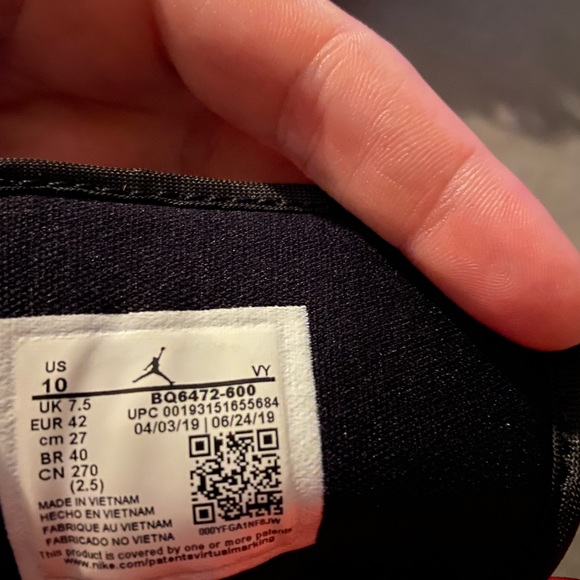 US
10
VY
UK 7.5
EUR 42
cm 27
BR 40
CN 270
(2.5)
BQ6472-600
UPC 00193151655684
04/03/19 | 06/24/19
MADE IN VIETNAM
HECHO EN VIETNAM
FABRIQUE AU VIETNAM
FABRICADO NO VIETNA
000YFGA1NF8JW
This product is covered by one or more patents
www.nike.com/patentsvirtualmarking